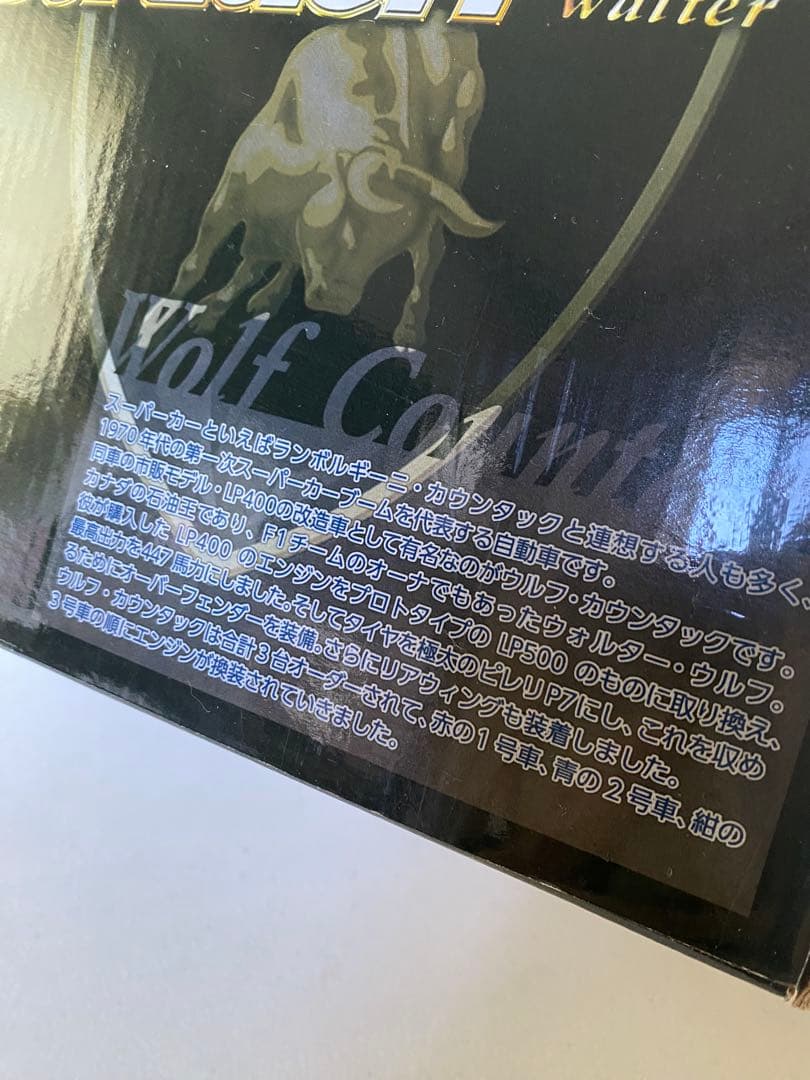 Walter
Wolf Count
スーパーカーといえばランボルギーニ・カウンタックと連想する人も多く、
1970年代の第一次スーパーカーブームを代表する自動車です。
同車の市販モデル・LP400の改造車として有名なのがウルフ・カウンタックです。
カナダの石油王であり、F1チームのオーナでもあったウォルター・ウルフ。
彼が購入した LP400 のエンジンをプロトタイプの LP500 のものに取り換え、
最高出力を447馬力にしました。そしてタイヤを極太のピレリP7にし、これを収め
るためにオーバーフェンダーを装備。さらにリアウィングも装着しました。
ウルフ・カウンタックは合計3台オーダーされて、赤の1号車、青の2号車、紺の
3号車の順にエンジンが換装されていきました。